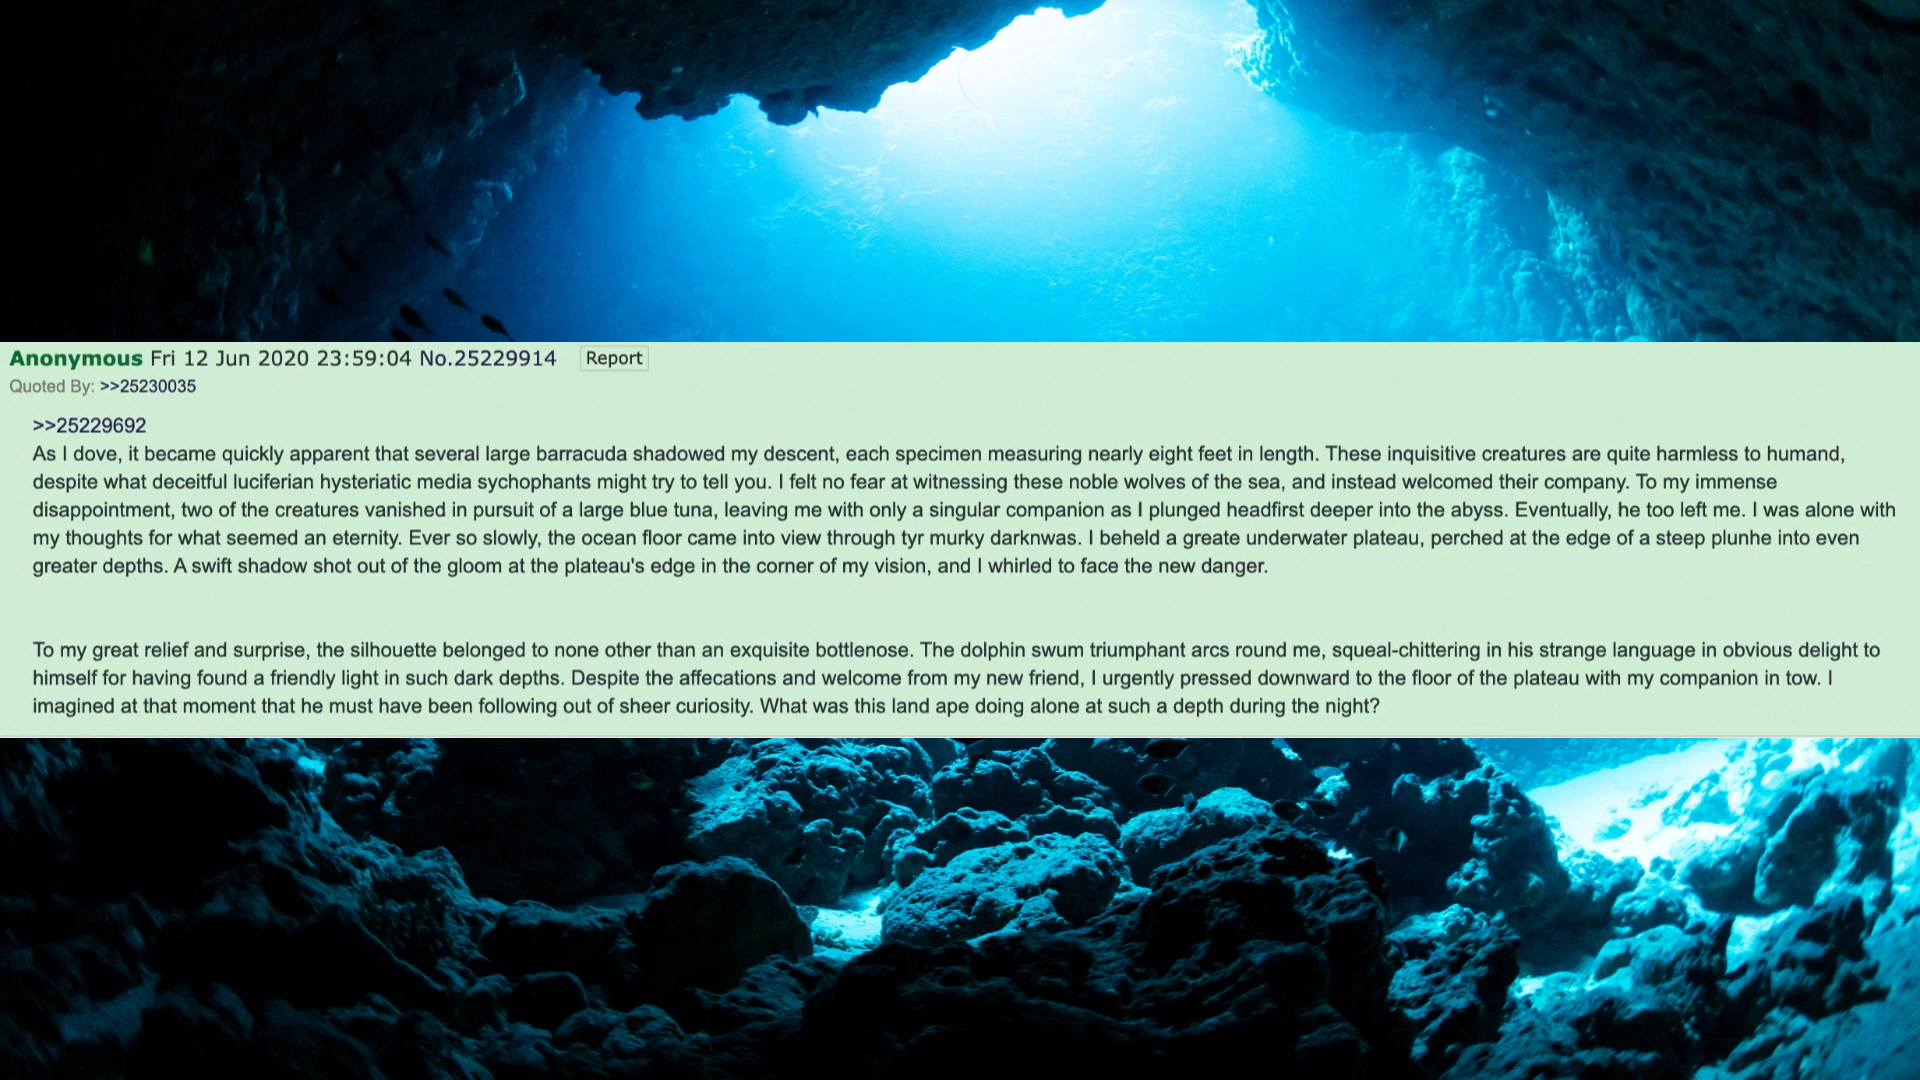 Anonymous Fri 12 Jun 2020 23:59:04 No.25229914 Report
Quoted By: >>25230035
>>25229692
As I dove, it became quickly apparent that several large barracuda shadowed my descent, each specimen measuring nearly eight feet in length. These inquisitive creatures are quite harmless to humand,
despite what deceitful luciferian hysteriatic media sychophants might try to tell you. I felt no fear at witnessing these noble wolves of the sea, and instead welcomed their company. To my immense
disappointment, two of the creatures vanished in pursuit of a large blue tuna, leaving me with only a singular companion as I plunged headfirst deeper into the abyss. Eventually, he too left me. I was alone with
my thoughts for what seemed an eternity. Ever so slowly, the ocean floor came into view through tyr murky darknwas. I beheld a greate underwater plateau, perched at the edge of a steep plunhe into even
greater depths. A swift shadow shot out of the gloom at the plateau's edge in the corner of my vision, and I whirled to face the new danger.
To my great relief and surprise, the silhouette belonged to none other than an exquisite bottlenose. The dolphin swum triumphant arcs round me, squeal-chittering in his strange language in obvious delight to
himself for having found a friendly light in such dark depths. Despite the affecations and welcome from my new friend, I urgently pressed downward to the floor of the plateau with my companion in tow. I
imagined at that moment that he must have been following out of sheer curiosity. What was this land ape doing alone at such a depth during the night?